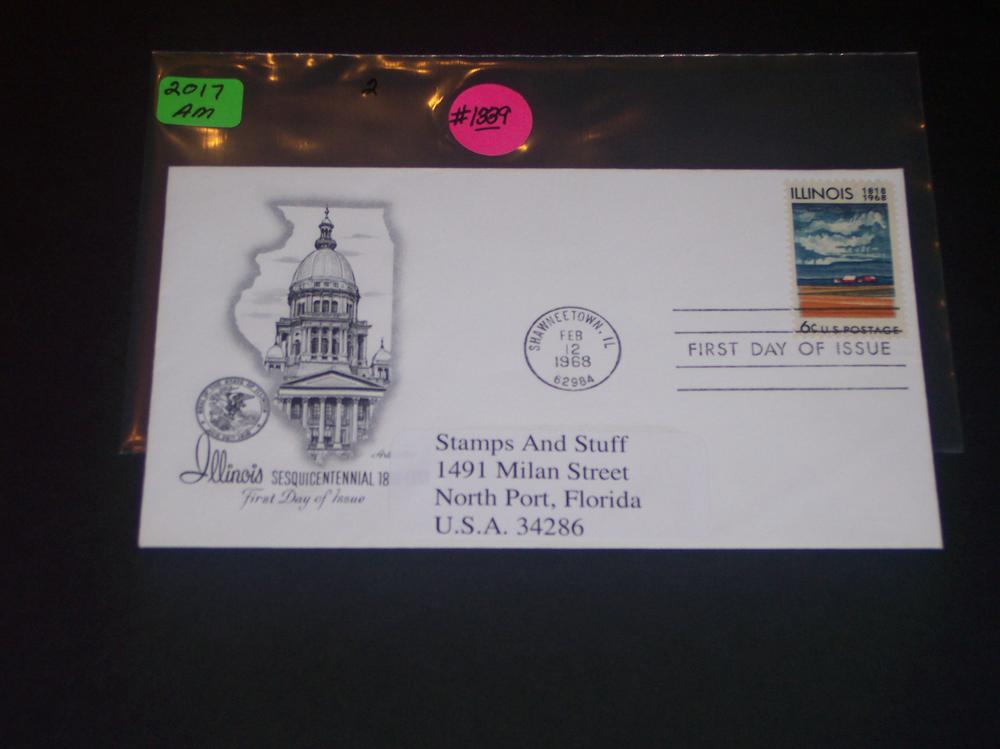 2017
AM
2
#1339
ILLINOIS 1818
1968
6c U.S. POSTAGE
SHAWNEETOWN, IL
FEB
12
1968
62984
FIRST DAY OF ISSUE
Illinois SESQUICENTENNIAL 18
First Day of Issue
Stamps And Stuff
1491 Milan Street
North Port, Florida
U.S.A. 34286